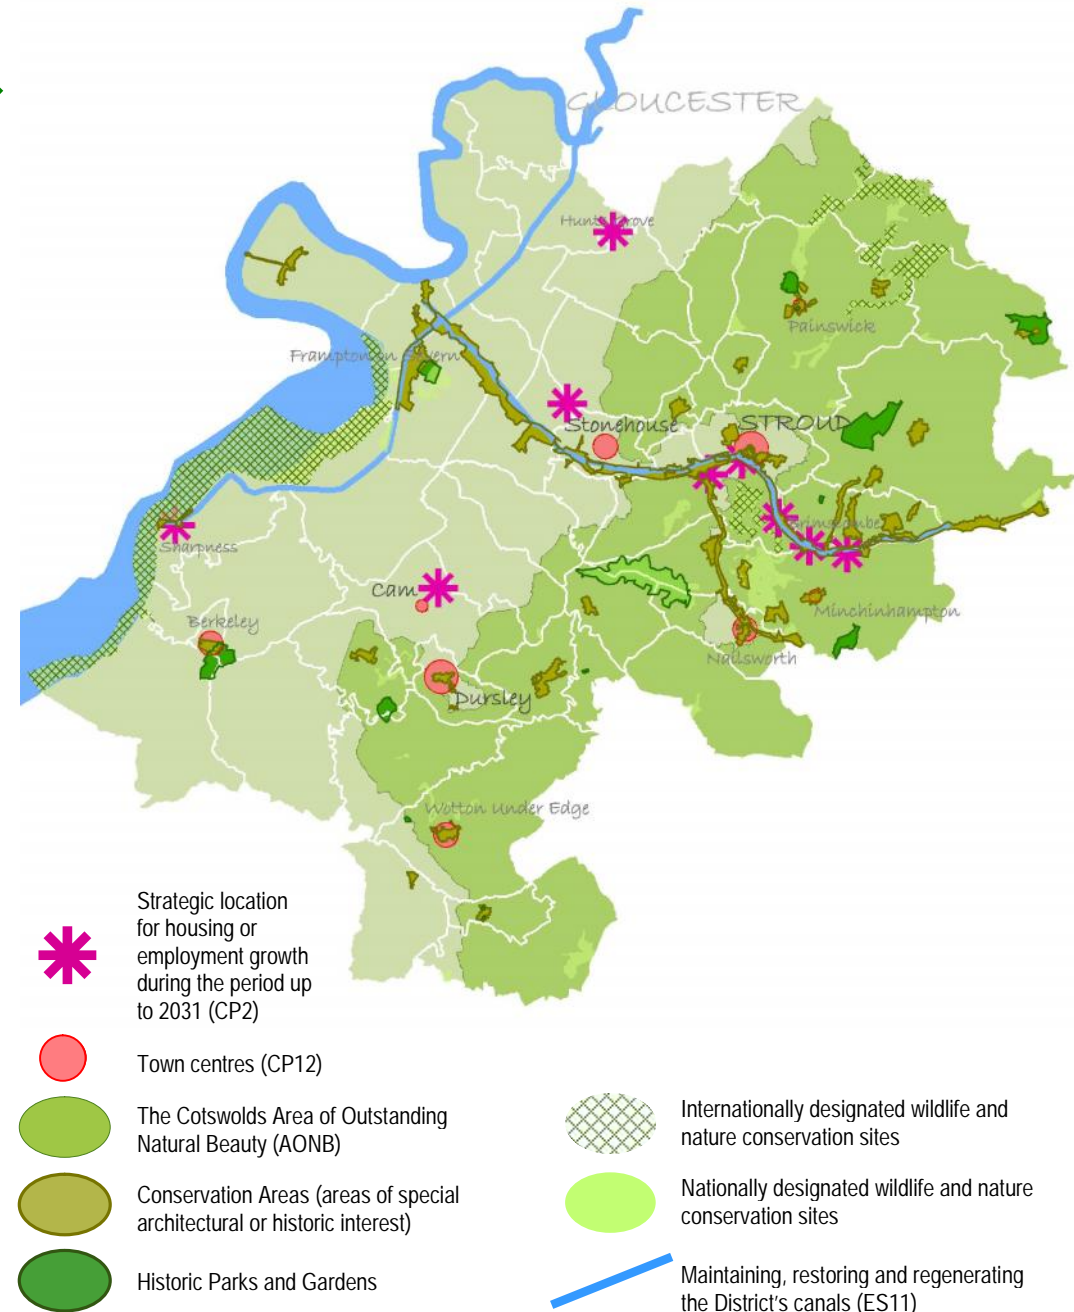 GLOUCESTER
Hunts Grove
Painswick
Frampton on Severn
Stonehouse
STROUD
Sharpness
Brimscombe
Cam
Minchinhampton
Berkeley
Nailsworth
Dursley
Wotton Under Edge
Strategic location
for housing or
employment growth
during the period up
to 2031 (CP2)
Town centres (CP12)
The Cotswolds Area of Outstanding
Natural Beauty (AONB)
Conservation Areas (areas of special
architectural or historic interest)
Historic Parks and Gardens
Internationally designated wildlife and
nature conservation sites
Nationally designated wildlife and nature
conservation sites
Maintaining, restoring and regenerating
the District's canals (ES11)